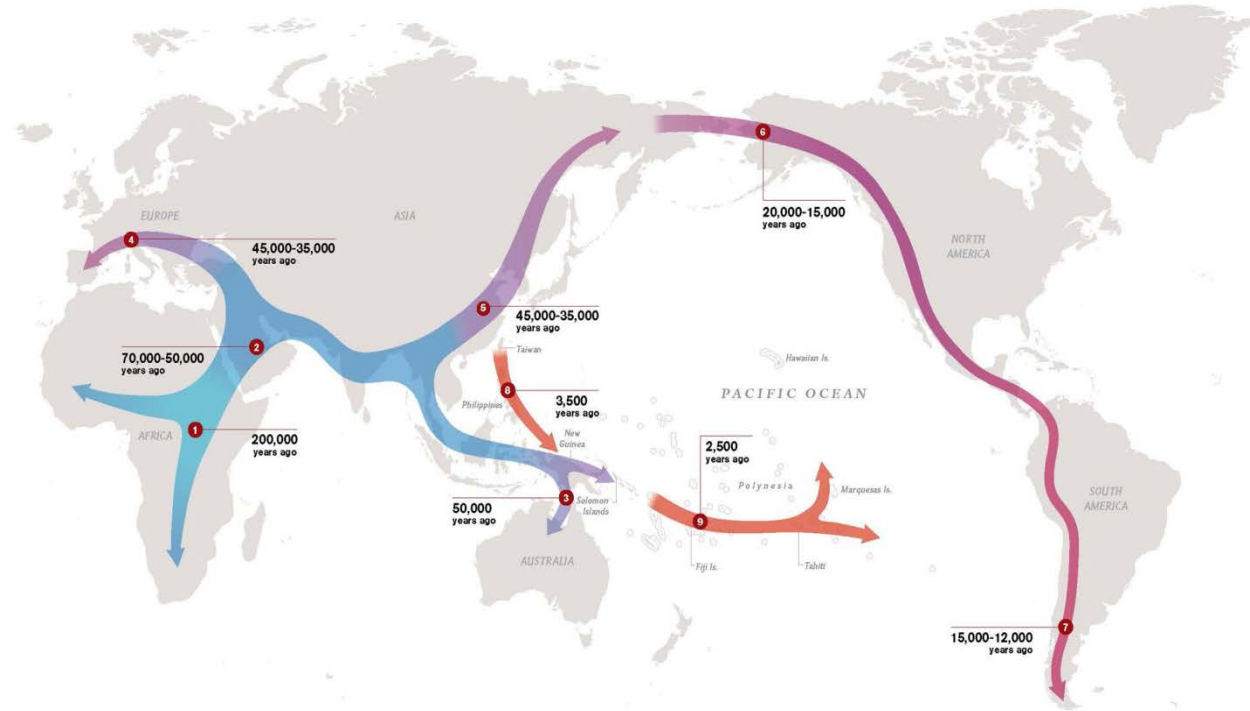 6
20,000-15,000
years ago
EUROPE
ASIA
NORTH
AMERICA
4
45,000-35,000
years ago
5
45,000-35,000
years ago
2
70,000-50,000
years ago
Taiwan
Hawaiian Is.
8
3,500
years ago
Philippines
PACIFIC OCEAN
1
AFRICA
200,000
years ago
New
Guinea
2,500
years ago
Polynesia
Marquesas Is.
SOUTH
AMERICA
3
50,000
years ago
Solomon
Islands
9
AUSTRALIA
Fiji Is.
Tahiti
7
15,000-12,000
years ago